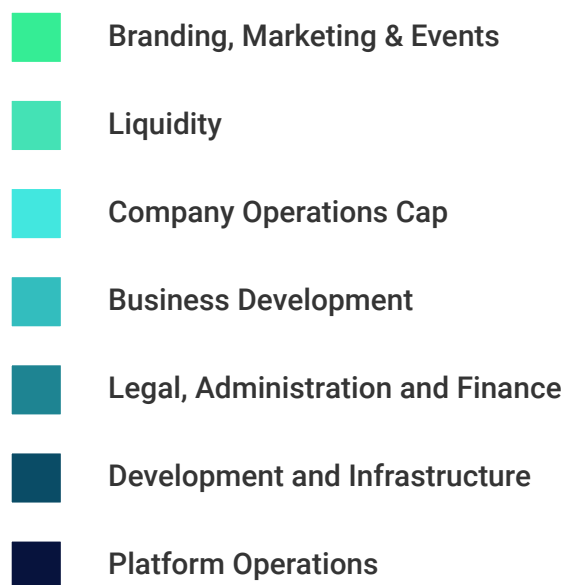 Branding, Marketing & Events
Liquidity
Company Operations Cap
Business Development
Legal, Administration and Finance
Development and Infrastructure
Platform Operations